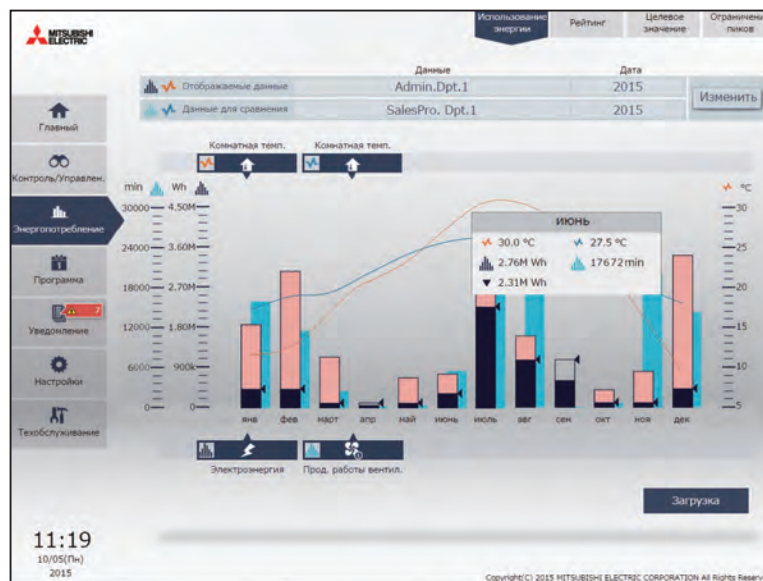 MITSUBISHI
ELECTRIC
Использование
энергии
Рейтинг
Целевое
значение
Ограничени
пиков
Данные
Дата
Отображаемые данные
Admin.Dpt.1
2015
Данные для сравнения
SalesPro. Dpt.1
2015
Изменить
Главный
Контроль/Управлен.
Энергопотребление
Программа
Уведомление
7
Настройки
Техобслуживание
Комнатная темп.
Комнатная темп.
min
Wh
°C
30000
4.50M
30
24000
3.60M
25
18000
2.70M
20
12000
1.80M
15
6000
900k
10
0
0
5
ИЮНЬ
30.0 °C
27.5 °C
2.76M Wh
17672min
2.31M Wh
янв
фев
март
апр
май
июнь
июль
авг
сен
окт
ноя
дек
Электроэнергия
Прод. работы вентил.
Загрузка
11:19
10/05(Пн)
2015
Copyright(C) 2015 MITSUBISHI ELECTRIC CORPORATION All Rights Reserv